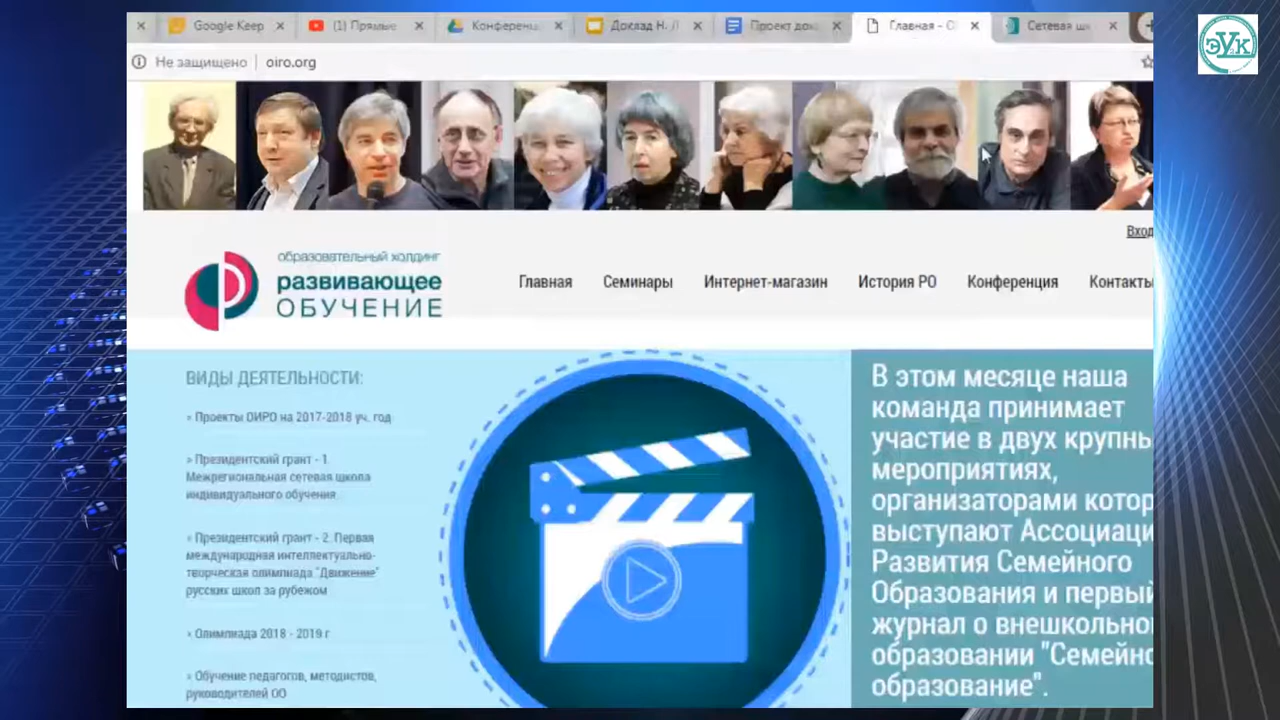 Google Keep
(1) Прямые
Конференц
Доклад Н. Л
Проект док
Главная - О
Сетевая шк
Не защищено
oiro.org
ЭУК
Вход
образовательный холдинг
развивающее
ОБУЧЕНИЕ
Главная Семинары Интернет-магазин История РО Конференция Контакты
ВИДЫ ДЕЯТЕЛЬНОСТИ:
» Проекты ОИРО на 2017-2018 уч. год
» Президентский грант - 1.
Межрегиональная сетевая школа
индивидуального обучения.
» Президентский грант - 2. Первая
международная интеллектуально-
творческая олимпиада "Движение"
русских школ за рубежом
» Олимпиада 2018 - 2019 г
» Обучение педагогов, методистов,
руководителей ОО
В этом месяце наша
команда принимает
участие в двух крупны
мероприятиях,
организаторами котор
выступают Ассоциаци
Развития Семейного
Образования и первый
журнал о внешкольно
образовании "Семейно
образование".